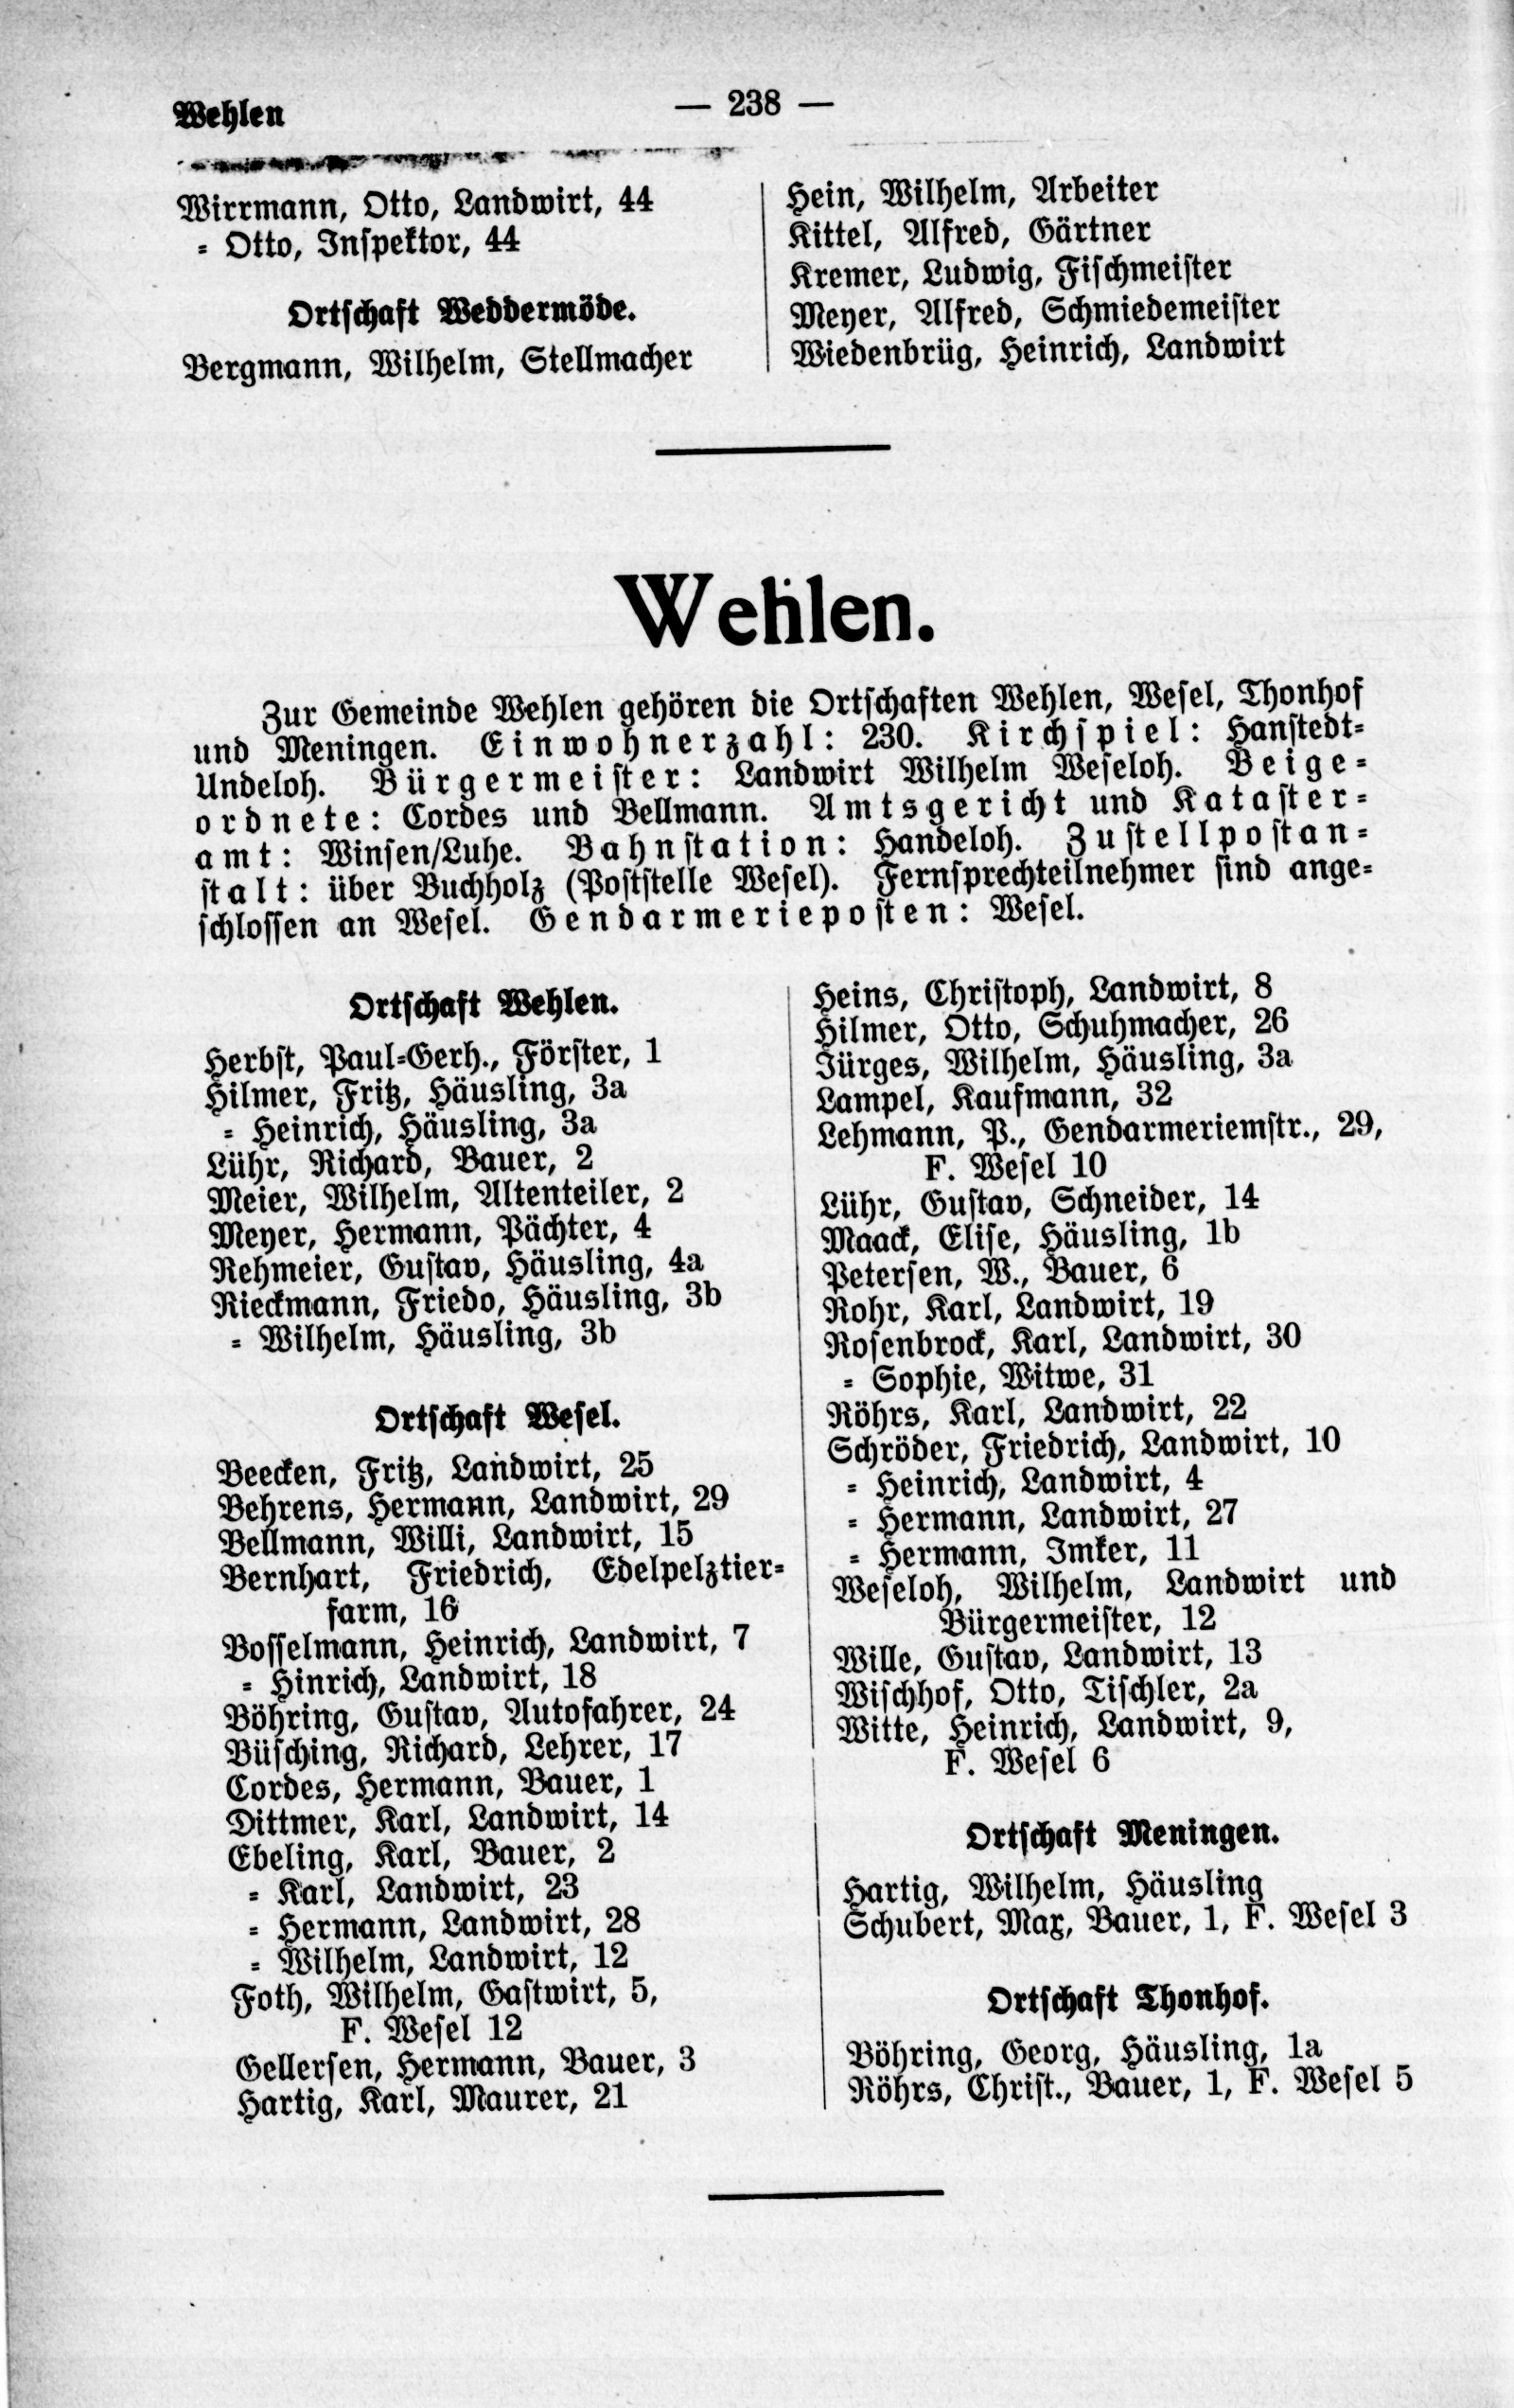 Wehlen
— 238 —
Wirrmann, Otto, Landwirt, 44
- Otto, Inspektor, 44
Ortschaft Weddermöde.
Bergmann, Wilhelm, Stellmacher
Hein, Wilhelm, Arbeiter
Kittel, Alfred, Gärtner
Kremer, Ludwig, Fischmeister
Meyer, Alfred, Schmiedemeister
Wiedenbrüg, Heinrich, Landwirt
Wehlen.
Zur Gemeinde Wehlen gehören die Ortschaften Wehlen, Wesel, Thonhof
und Meningen. Einwohnerzahl: 230. Kirchspiel: Hanstedt-
Undeloh. Bürgermeister: Landwirt Wilhelm Weseloh. Beige-
ordnete: Cordes und Bellmann. Amtsgericht und Kataster-
amt: Winsen/Luhe. Bahnstation: Handeloh. Zustellpostan-
stalt: über Buchholz (Poststelle Wesel). Fernsprechteilnehmer sind ange-
schlossen an Wesel. Gendarmerieposten: Wesel.
Ortschaft Wehlen.
Herbst, Paul-Gerh., Förster, 1
Hilmer, Fritz, Häusling, 3a
- Heinrich, Häusling, 3a
Lühr, Richard, Bauer, 2
Meier, Wilhelm, Altenteiler, 2
Meyer, Hermann, Pächter, 4
Rehmeier, Gustav, Häusling, 4a
Rieckmann, Friedo, Häusling, 3b
- Wilhelm, Häusling, 3b
Ortschaft Wesel.
Beecken, Fritz, Landwirt, 25
Behrens, Hermann, Landwirt, 29
Bellmann, Willi, Landwirt, 15
Bernhart, Friedrich, Edelpelztier-
farm, 16
Bosselmann, Heinrich, Landwirt, 7
- Hinrich, Landwirt, 18
Böhring, Gustav, Autofahrer, 24
Büsching, Richard, Lehrer, 17
Cordes, Hermann, Bauer, 1
Dittmer, Karl, Landwirt, 14
Ebeling, Karl, Bauer, 2
- Karl, Landwirt, 23
- Hermann, Landwirt, 28
- Wilhelm, Landwirt, 12
Foth, Wilhelm, Gastwirt, 5,
F. Wesel 12
Gellersen, Hermann, Bauer, 3
Hartig, Karl, Maurer, 21
Heins, Christoph, Landwirt, 8
Hilmer, Otto, Schuhmacher, 26
Jürges, Wilhelm, Häusling, 3a
Lampel, Kaufmann, 32
Lehmann, P., Gendarmeriemstr., 29,
F. Wesel 10
Lühr, Gustav, Schneider, 14
Maack, Elise, Häusling, 1b
Petersen, W., Bauer, 6
Rohr, Karl, Landwirt, 19
Rosenbrock, Karl, Landwirt, 30
- Sophie, Witwe, 31
Röhrs, Karl, Landwirt, 22
Schröder, Friedrich, Landwirt, 10
- Heinrich, Landwirt, 4
- Hermann, Landwirt, 27
- Hermann, Imker, 11
Weseloh, Wilhelm, Landwirt und
Bürgermeister, 12
Wille, Gustav, Landwirt, 13
Wischhof, Otto, Tischler, 2a
Witte, Heinrich, Landwirt, 9,
F. Wesel 6
Ortschaft Meningen.
Hartig, Wilhelm, Häusling
Schubert, Max, Bauer, 1, F. Wesel 3
Ortschaft Thonhof.
Böhring, Georg, Häusling, 1a
Röhrs, Christ., Bauer, 1, F. Wesel 5